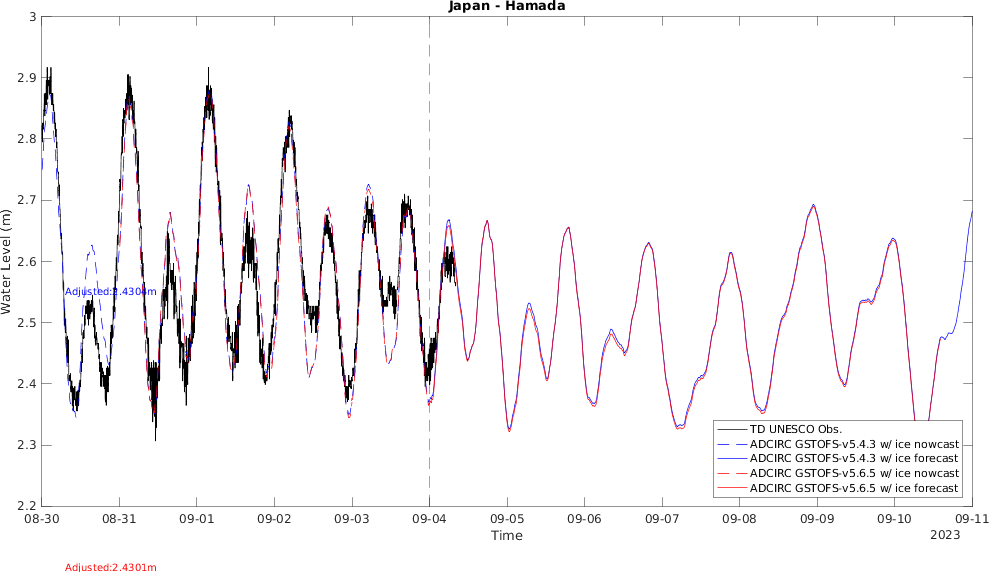 Japan - Hamada
Water Level (m)
3
2.9
2.8
2.7
2.6
2.5
2.4
2.3
2.2
Adjusted:2.4304m
TD UNESCO Obs.
ADCIRC GSTOFS-v5.4.3 w/ ice nowcast
ADCIRC GSTOFS-v5.4.3 w/ ice forecast
ADCIRC GSTOFS-v5.6.5 w/ ice nowcast
ADCIRC GSTOFS-v5.6.5 w/ ice forecast
08-30 08-31 09-01 09-02 09-03 09-04 09-05 09-06 09-07 09-08 09-09 09-10 09-11
Time
2023
Adjusted:2.4301m